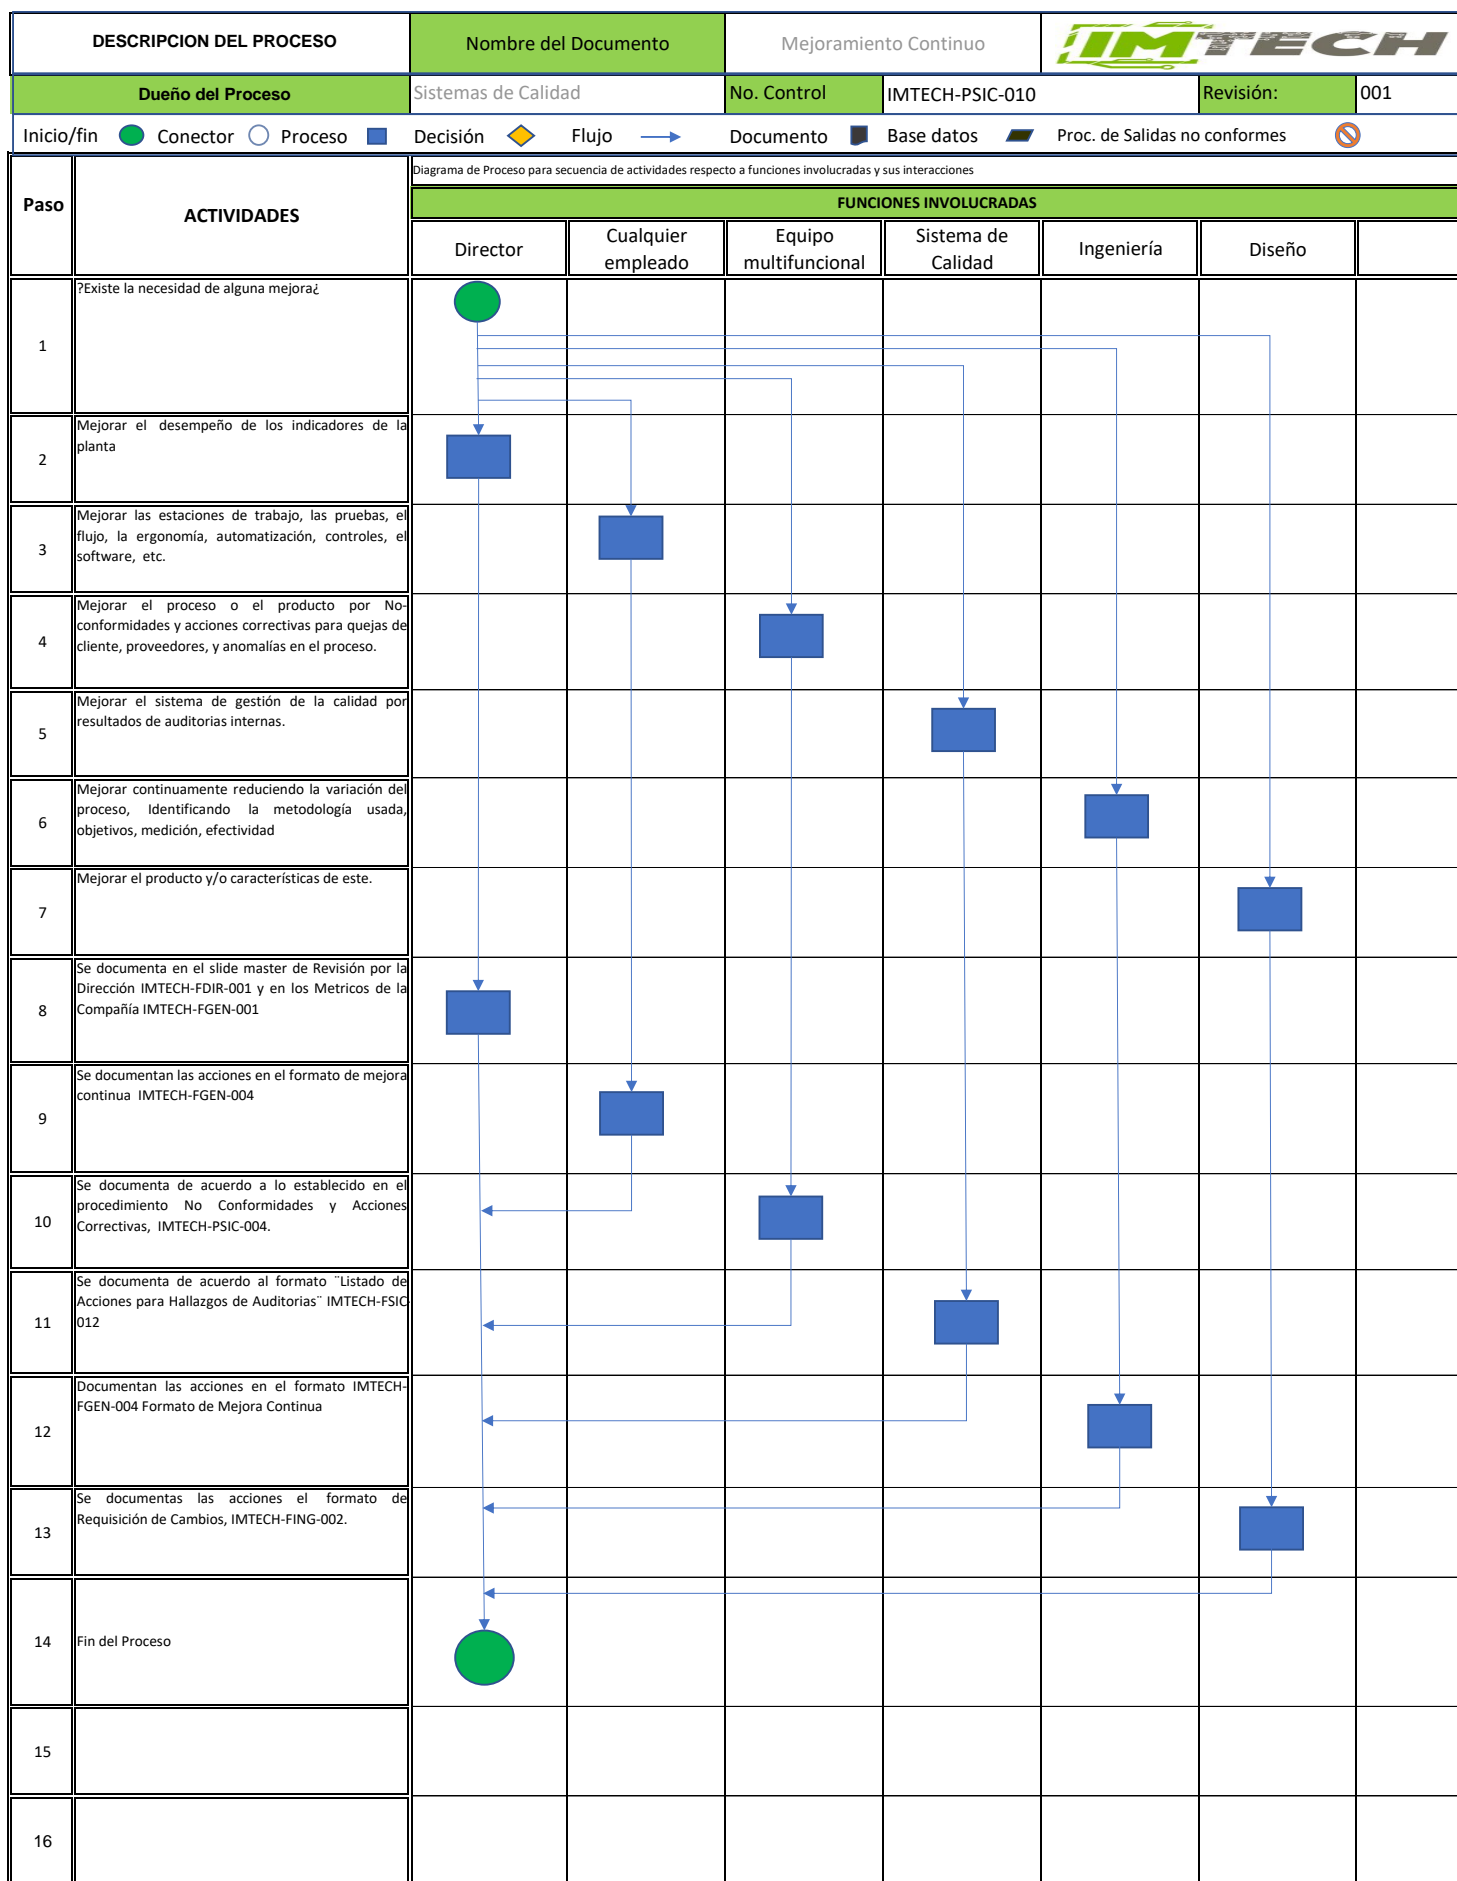 DESCRIPCION DEL PROCESO
Nombre del Documento
Mejoramiento Continuo
IMTECH
Dueño del Proceso
Sistemas de Calidad
No. Control
IMTECH-PSIC-010
Revisión:
001
Inicio/fin
Conector
Proceso
Decisión
Flujo
Documento
Base datos
Proc. de Salidas no conformes
Paso
ACTIVIDADES
Diagrama de Proceso para secuencia de actividades respecto a funciones involucradas y sus interacciones
FUNCIONES INVOLUCRADAS
Director
Cualquier
empleado
Equipo
multifuncional
Sistema de
Calidad
Ingeniería
Diseño
1
?Existe la necesidad de alguna mejora¿
2
Mejorar el desempeño de los indicadores de la
planta
3
Mejorar las estaciones de trabajo, las pruebas, el
flujo, la ergonomía, automatización, controles, el
software, etc.
4
Mejorar el proceso o el producto por No-
conformidades y acciones correctivas para quejas de
cliente, proveedores, y anomalías en el proceso.
5
Mejorar el sistema de gestión de la calidad por
resultados de auditorias internas.
6
Mejorar continuamente reduciendo la variación del
proceso, Identificando la metodología usada,
objetivos, medición, efectividad
7
Mejorar el producto y/o características de este.
8
Se documenta en el slide master de Revisión por la
Dirección IMTECH-FDIR-001 y en los Metricos de la
Compañía IMTECH-FGEN-001
9
Se documentan las acciones en el formato de mejora
continua IMTECH-FGEN-004
10
Se documenta de acuerdo a lo establecido en el
procedimiento No Conformidades y Acciones
Correctivas, IMTECH-PSIC-004.
11
Se documenta de acuerdo al formato ¨Listado de
Acciones para Hallazgos de Auditorias¨ IMTECH-FSIC-
012
12
Documentan las acciones en el formato IMTECH-
FGEN-004 Formato de Mejora Continua
13
Se documentas las acciones el formato de
Requisición de Cambios, IMTECH-FING-002.
14
Fin del Proceso
15
16